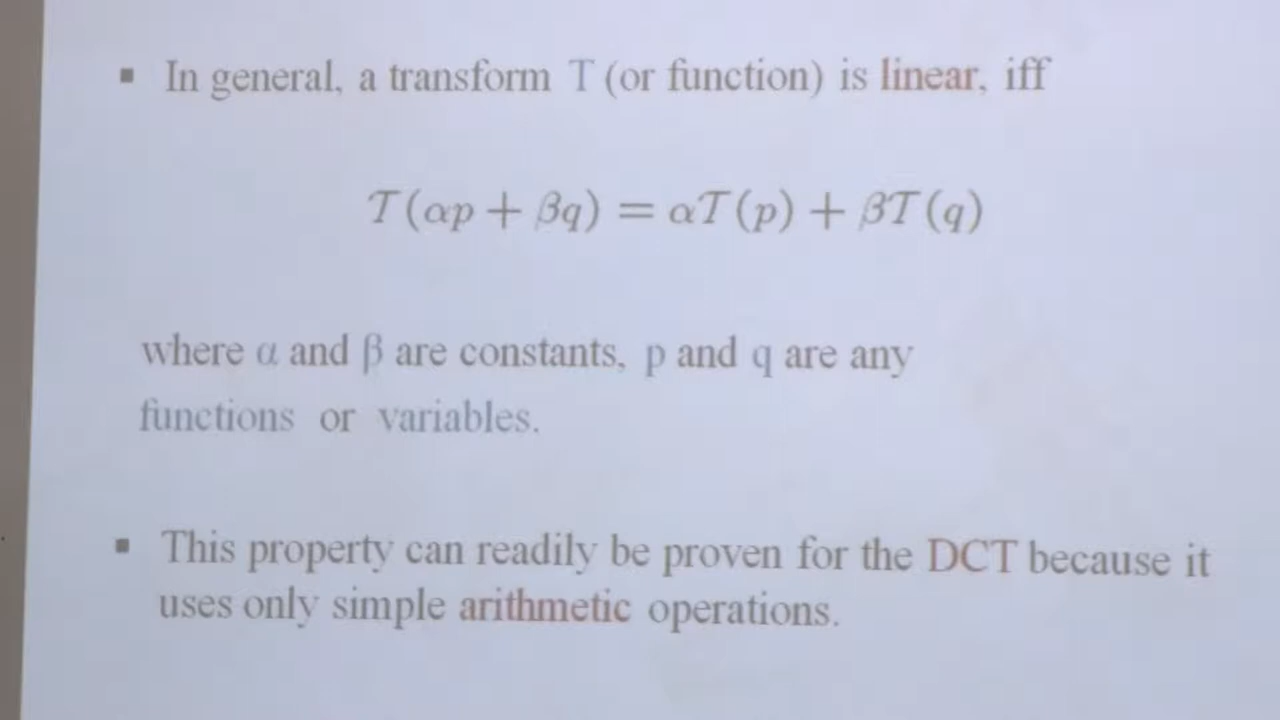 ▪ In general, a transform T (or function) is linear, iff
𝒯(αp + βq) = α𝒯(p) + β𝒯(q)
where α and β are constants, p and q are any
functions or variables.
▪ This property can readily be proven for the DCT because it
uses only simple arithmetic operations.